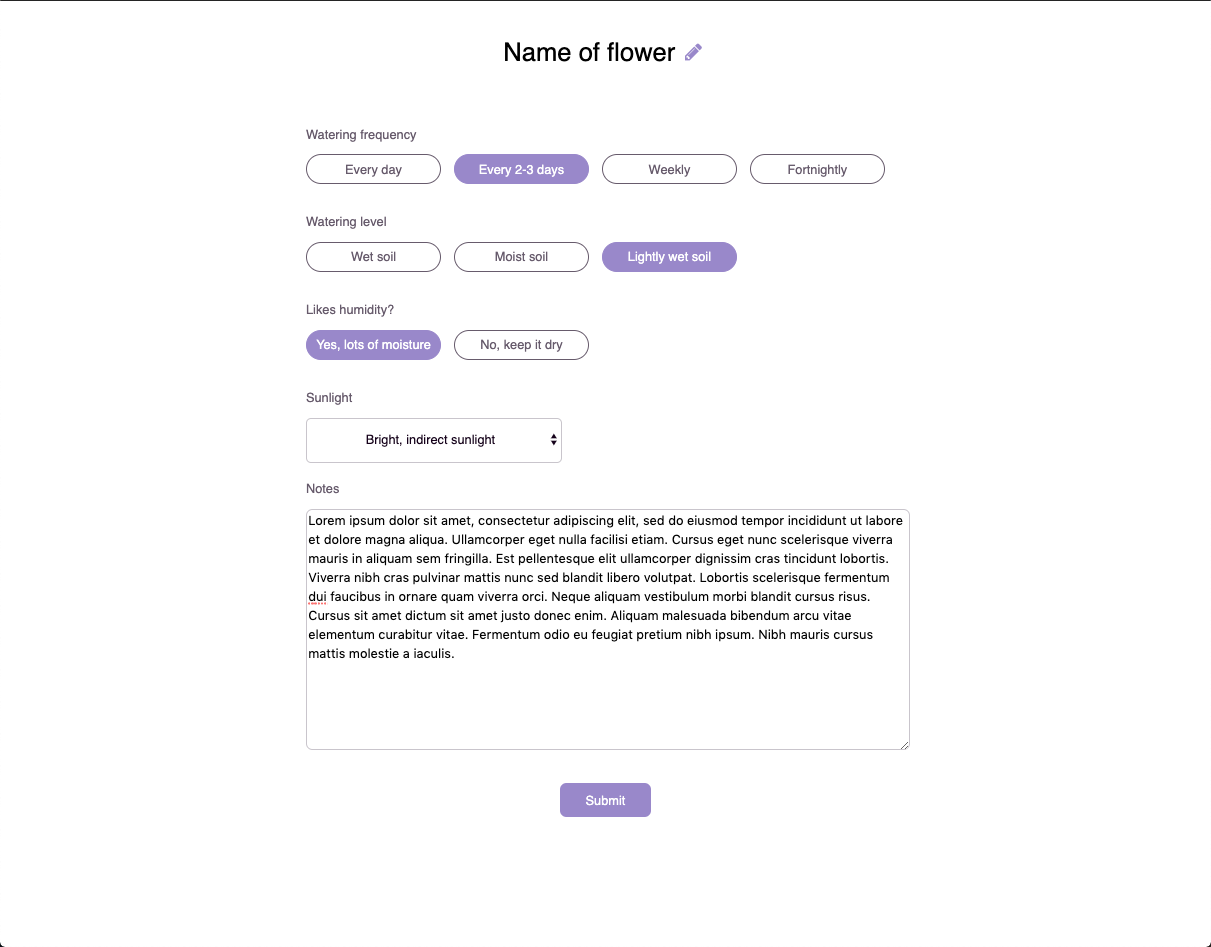 Name of flower
Watering frequency
Every day
Every 2-3 days
Weekly
Fortnightly
Watering level
Wet soil
Moist soil
Lightly wet soil
Likes humidity?
Yes, lots of moisture
No, keep it dry
Sunlight
Bright, indirect sunlight
Notes
Lorem ipsum dolor sit amet, consectetur adipiscing elit, sed do eiusmod tempor incididunt ut labore
et dolore magna aliqua. Ullamcorper eget nulla facilisi etiam. Cursus eget nunc scelerisque viverra
mauris in aliquam sem fringilla. Est pellentesque elit ullamcorper dignissim cras tincidunt lobortis.
Viverra nibh cras pulvinar mattis nunc sed blandit libero volutpat. Lobortis scelerisque fermentum
dui faucibus in ornare quam viverra orci. Neque aliquam vestibulum morbi blandit cursus risus.
Cursus sit amet dictum sit amet justo donec enim. Aliquam malesuada bibendum arcu vitae
elementum curabitur vitae. Fermentum odio eu feugiat pretium nibh ipsum. Nibh mauris cursus
mattis molestie a iaculis.
Submit